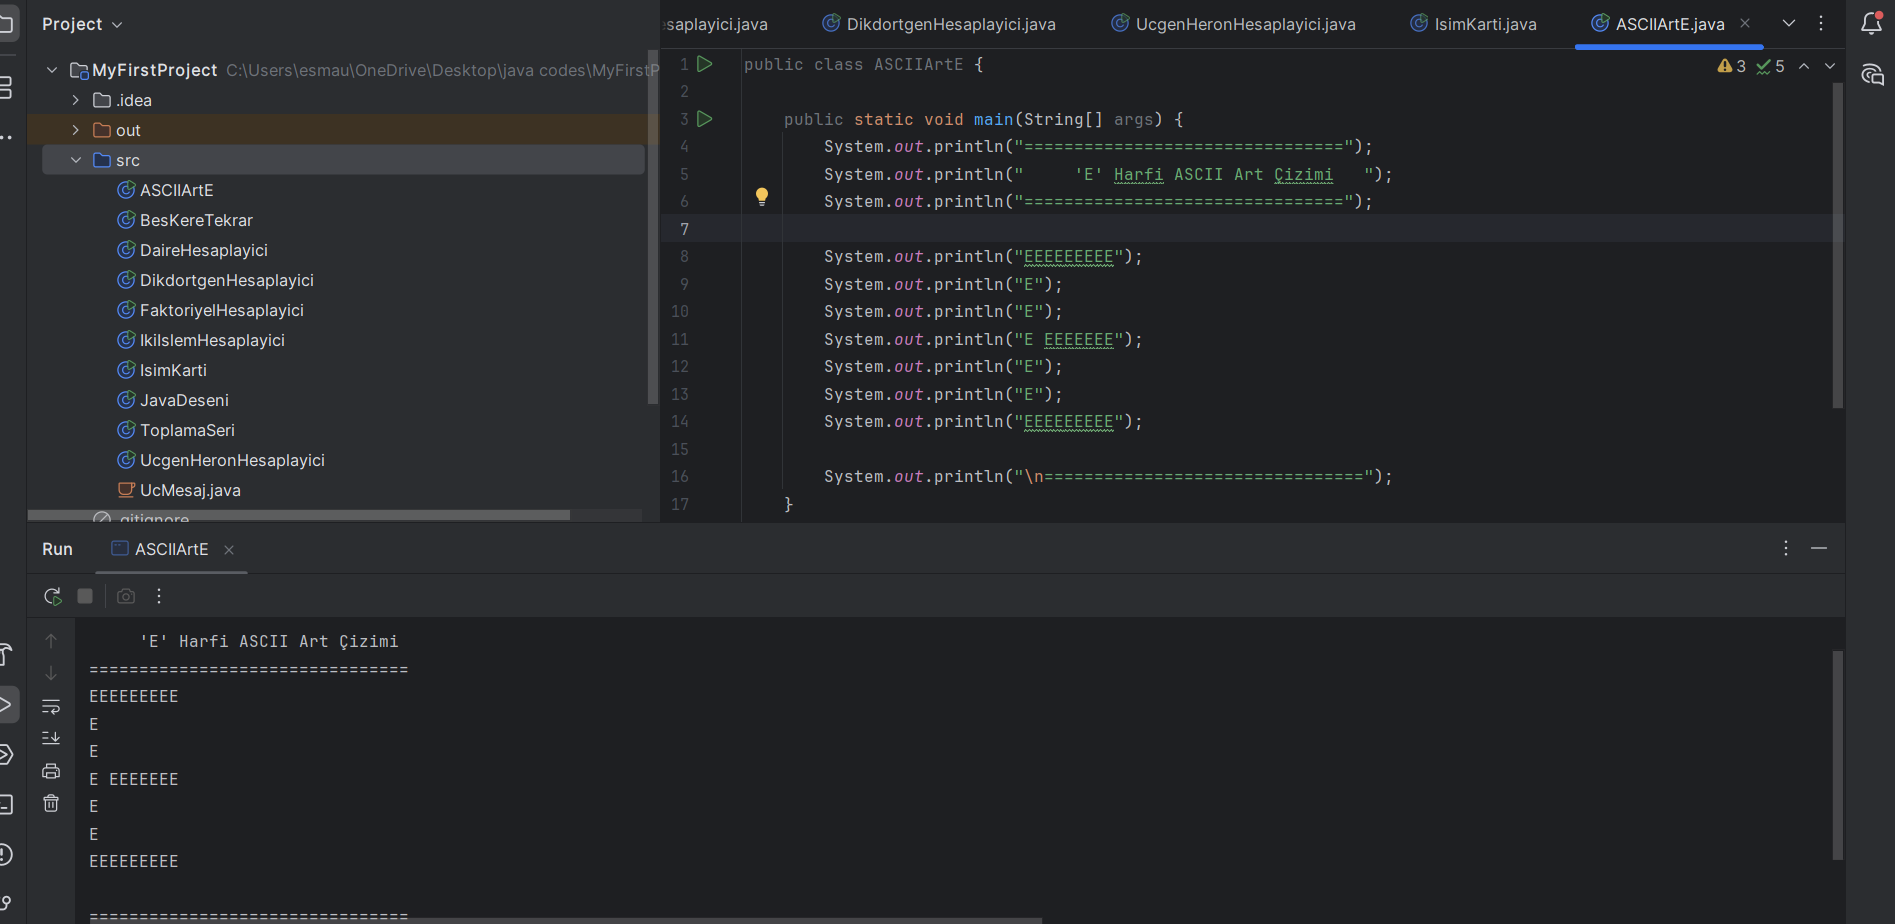 Project
MyFirstProject C:\Users\esmau\OneDrive\Desktop\java codes\MyFirstP
.idea
out
src
ASCIIArtE
BesKereTekrar
DaireHesaplayici
DikdortgenHesaplayici
FaktoriyelHesaplayici
IkiIslemHesaplayici
IsimKarti
JavaDeseni
ToplamaSeri
UcgenHeronHesaplayici
UcMesaj.java
.gitignore
saplayici.java DikdortgenHesaplayici.java UcgenHeronHesaplayici.java IsimKarti.java ASCIIArtE.java
3 5
1 public class ASCIIArtE {
2
3     public static void main(String[] args) {
4         System.out.println("================================");
5         System.out.println("     'E' Harfi ASCII Art Çizimi   ");
6         System.out.println("================================");
7
8         System.out.println("EEEEEEEEE");
9         System.out.println("E");
10         System.out.println("E");
11         System.out.println("E EEEEEEE");
12         System.out.println("E");
13         System.out.println("E");
14         System.out.println("EEEEEEEEE");
15
16         System.out.println("\n================================");
17     }
Run ASCIIArtE
     'E' Harfi ASCII Art Çizimi
================================
EEEEEEEEE
E
E
E EEEEEEE
E
E
EEEEEEEEE
================================